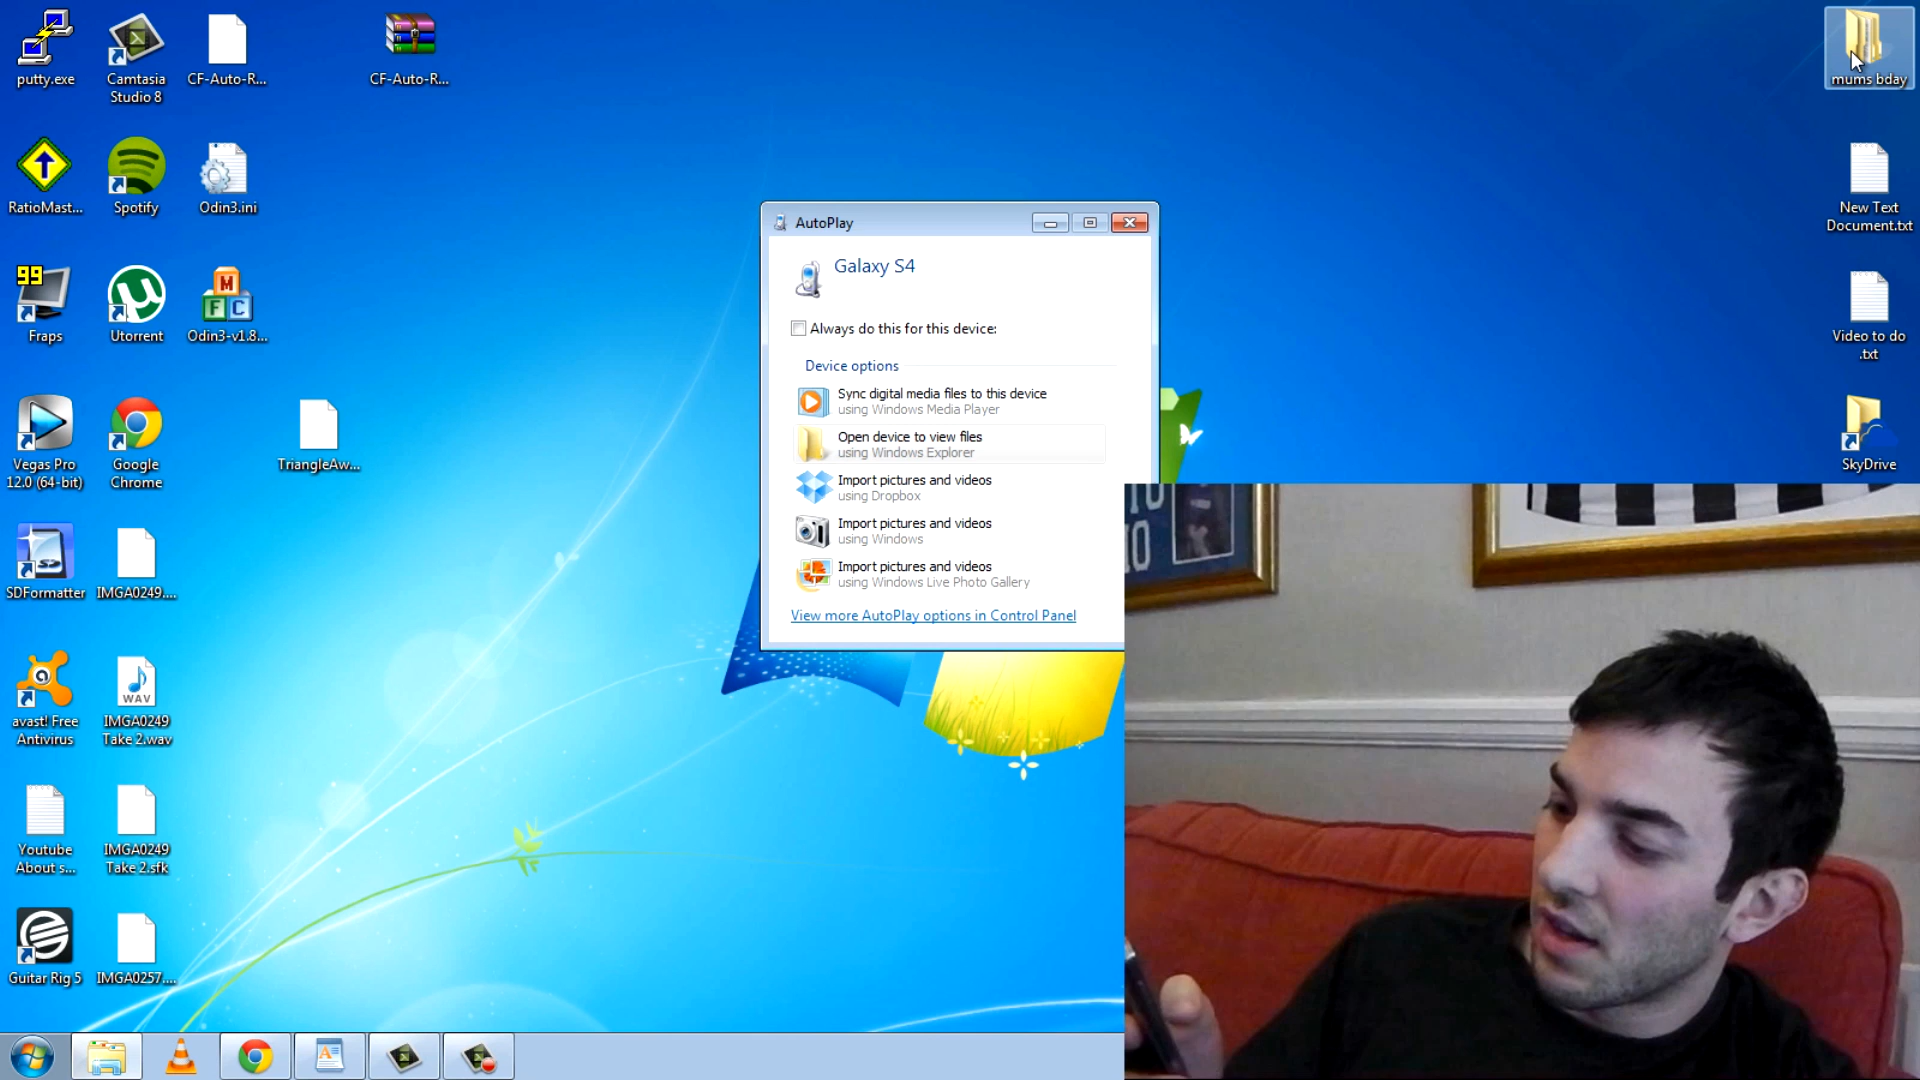 putty.exe
Camtasia
Studio 8
CF-Auto-R...
CF-Auto-R...
mums bday
RatioMast...
Spotify
Odin3.ini
New Text
Document.txt
99
Fraps
Utorrent
M
F C
Odin3-v1.8...
Video to do
.txt
Vegas Pro
12.0 (64-bit)
Google
Chrome
TriangleAw...
SkyDrive
SD
SDFormatter
IMGA0249....
avast! Free
Antivirus
WAV
IMGA0249
Take 2.wav
Youtube
About s...
IMGA0249
Take 2.sfk
Guitar Rig 5
IMGA0257....
AutoPlay
Galaxy S4
Always do this for this device:
Device options
Sync digital media files to this device
using Windows Media Player
Open device to view files
using Windows Explorer
Import pictures and videos
using Dropbox
Import pictures and videos
using Windows
Import pictures and videos
using Windows Live Photo Gallery
View more AutoPlay options in Control Panel